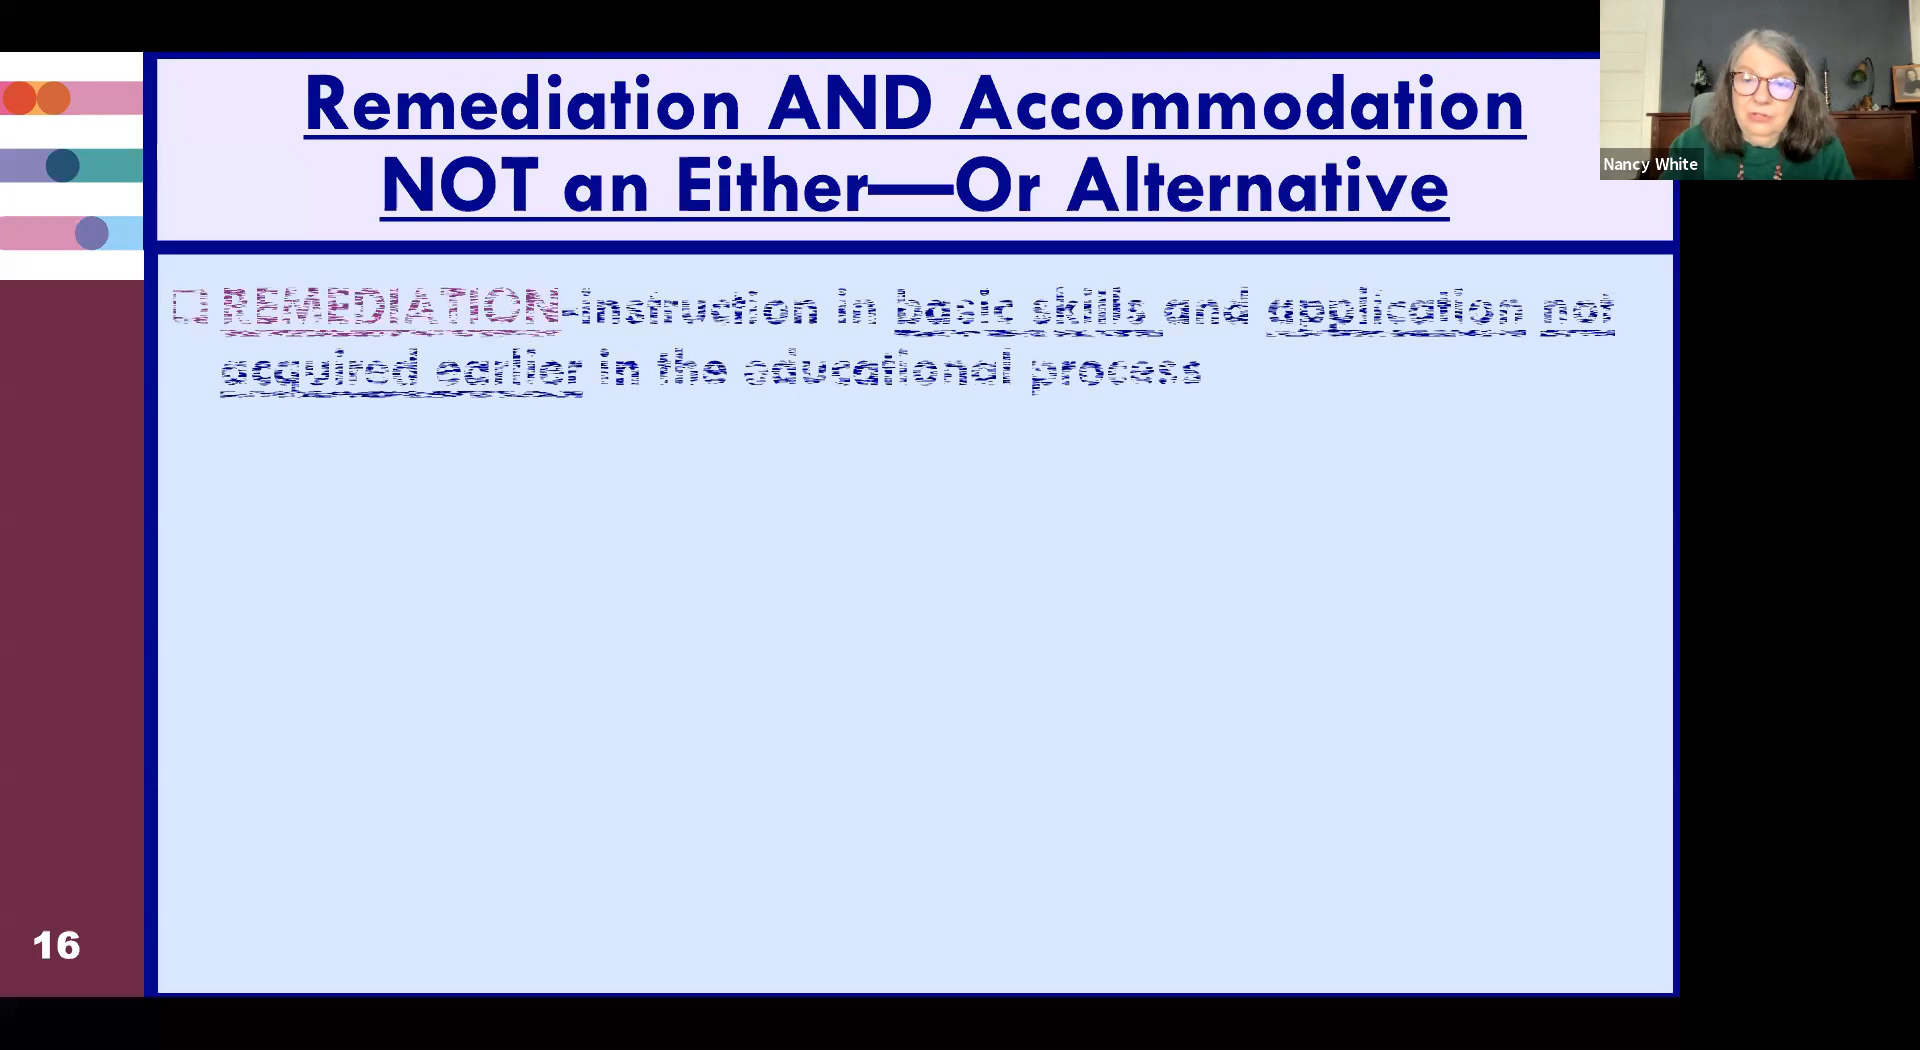 Remediation AND Accommodation
NOT an Either—Or Alternative
Nancy White
REMEDIATION-instruction in basic skills and application not
acquired earlier in the educational process
16